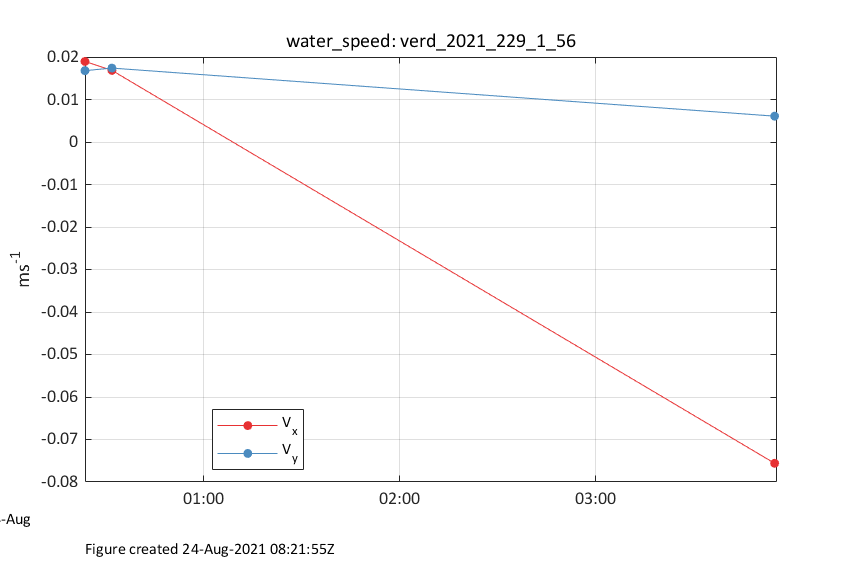 water_speed: verd_2021_229_1_56
0.02
0.01
0
-0.01
-0.02
-0.03
-0.04
-0.05
-0.06
-0.07
-0.08
ms-1
Vx
Vy
01:00 02:00 03:00
-Aug
Figure created 24-Aug-2021 08:21:55Z